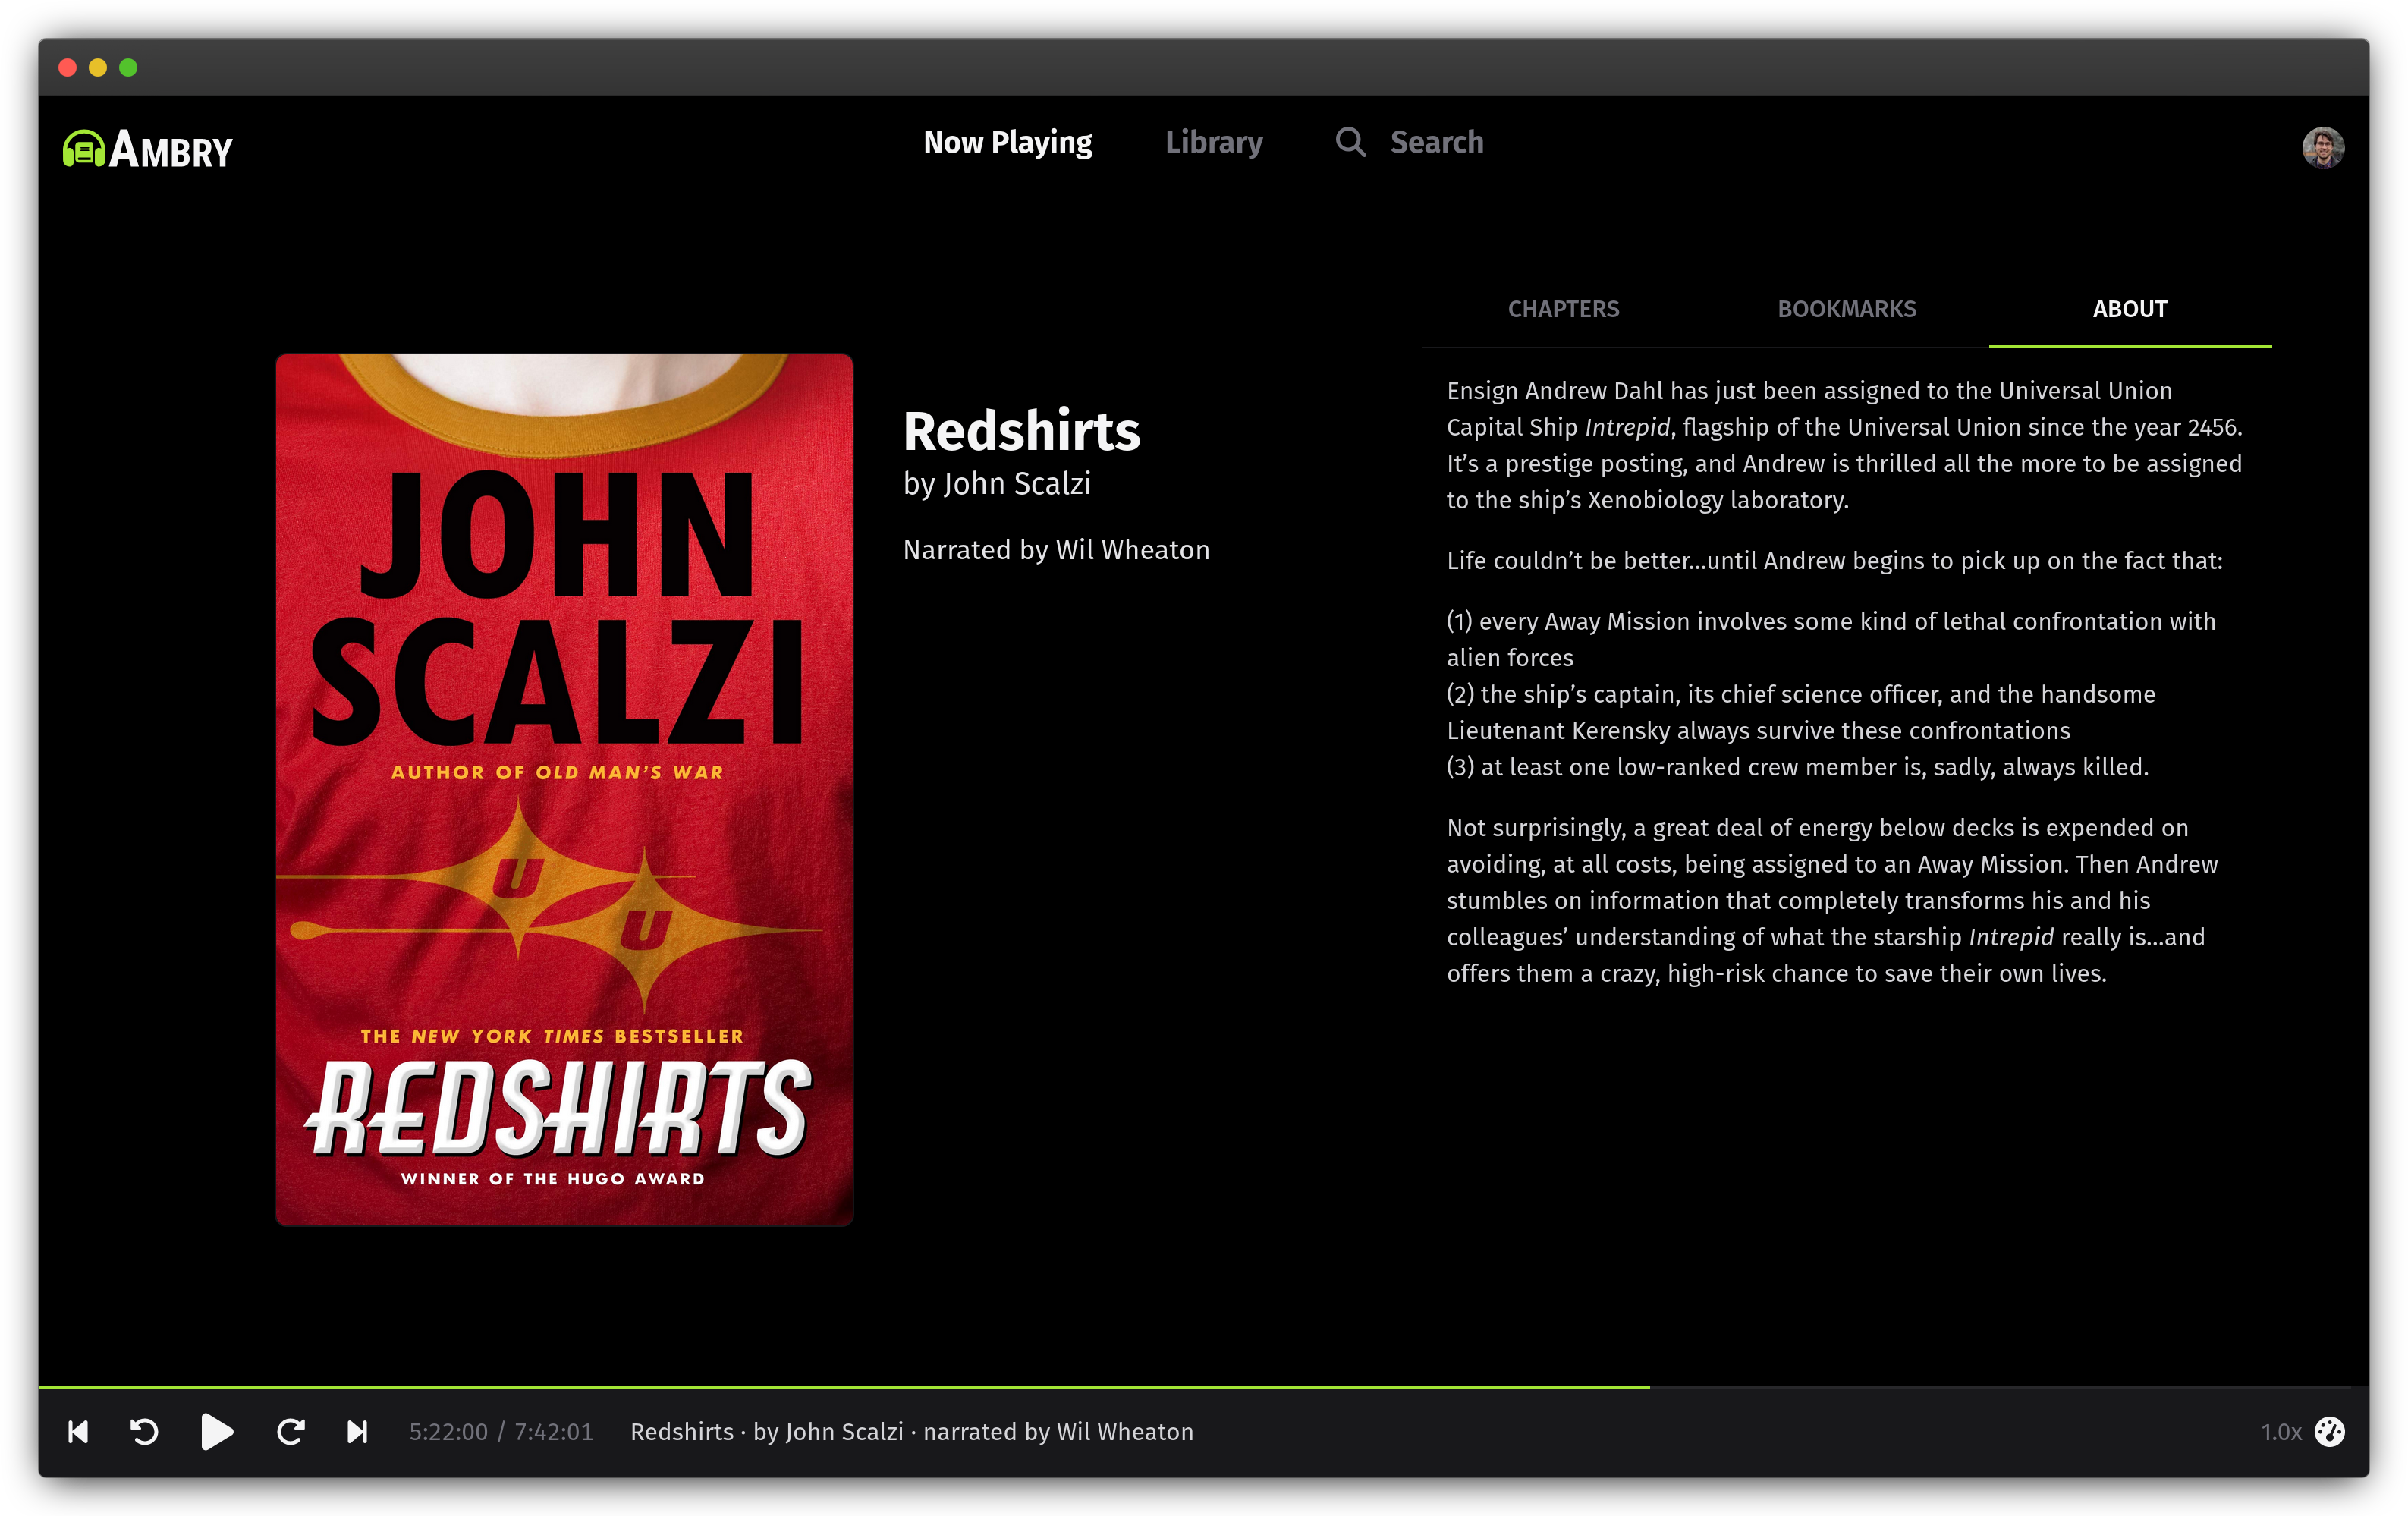 AMBRY
Now Playing
Library
Search
JOHN
SCALZI
AUTHOR OF OLD MAN'S WAR
U
U
THE NEW YORK TIMES BESTSELLER
REDSHIRTS
WINNER OF THE HUGO AWARD
Redshirts
by John Scalzi
Narrated by Wil Wheaton
CHAPTERS
BOOKMARKS
ABOUT
Ensign Andrew Dahl has just been assigned to the Universal Union
Capital Ship Intrepid, flagship of the Universal Union since the year 2456.
It’s a prestige posting, and Andrew is thrilled all the more to be assigned
to the ship’s Xenobiology laboratory.
Life couldn’t be better…until Andrew begins to pick up on the fact that:
(1) every Away Mission involves some kind of lethal confrontation with
alien forces
(2) the ship’s captain, its chief science officer, and the handsome
Lieutenant Kerensky always survive these confrontations
(3) at least one low-ranked crew member is, sadly, always killed.
Not surprisingly, a great deal of energy below decks is expended on
avoiding, at all costs, being assigned to an Away Mission. Then Andrew
stumbles on information that completely transforms his and his
colleagues’ understanding of what the starship Intrepid really is…and
offers them a crazy, high-risk chance to save their own lives.
5:22:00 / 7:42:01
Redshirts · by John Scalzi · narrated by Wil Wheaton
1.0x